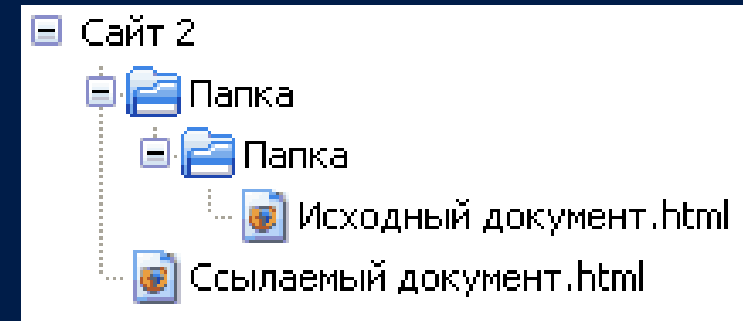 Сайт 2
Папка
Папка
Исходный документ.html
Ссылаемый документ.html